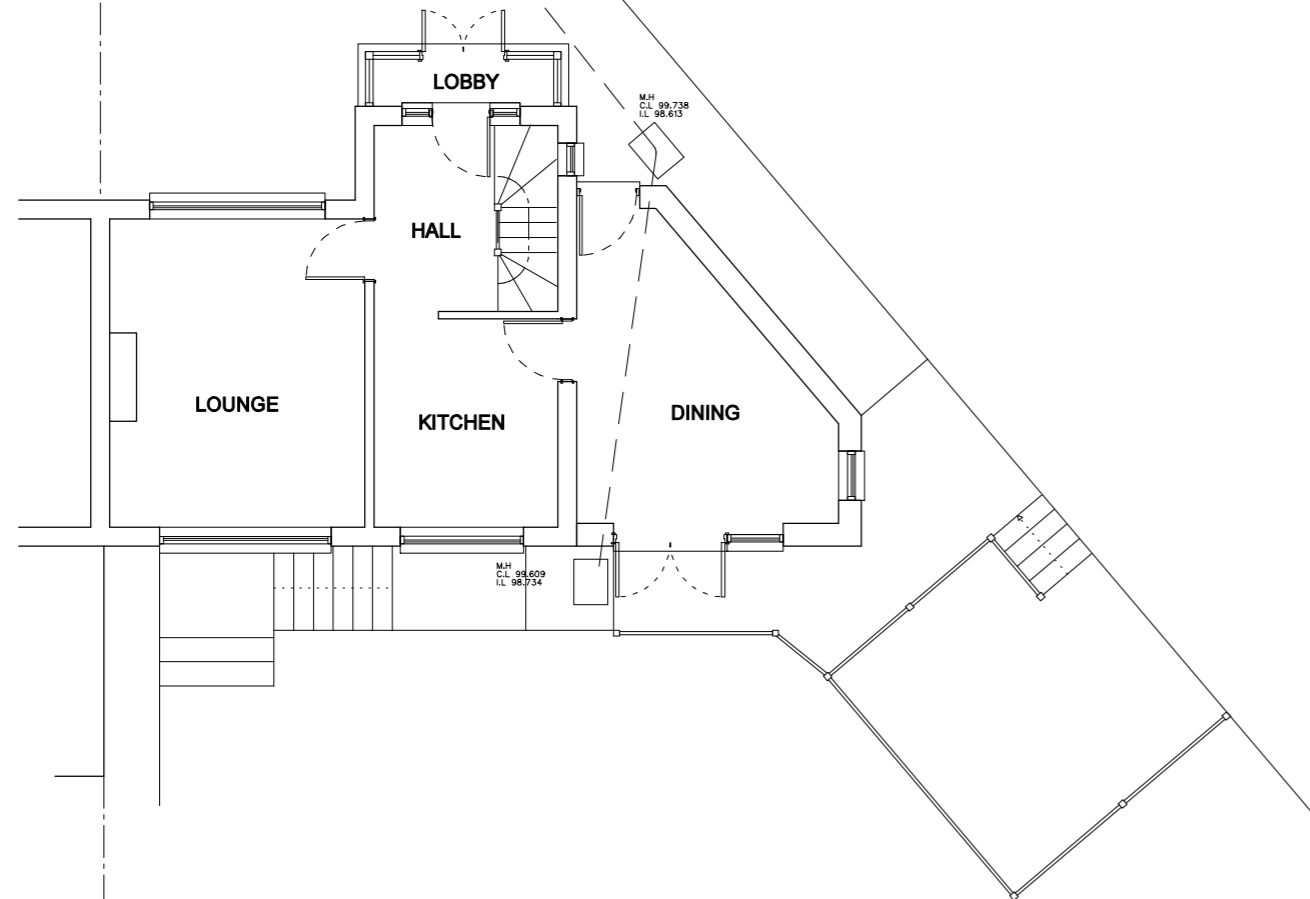 LOBBY
M.H
C.L 99.738
I.L 98.613
HALL
LOUNGE
KITCHEN
DINING
M.H
C.L 99.609
I.L 98.734